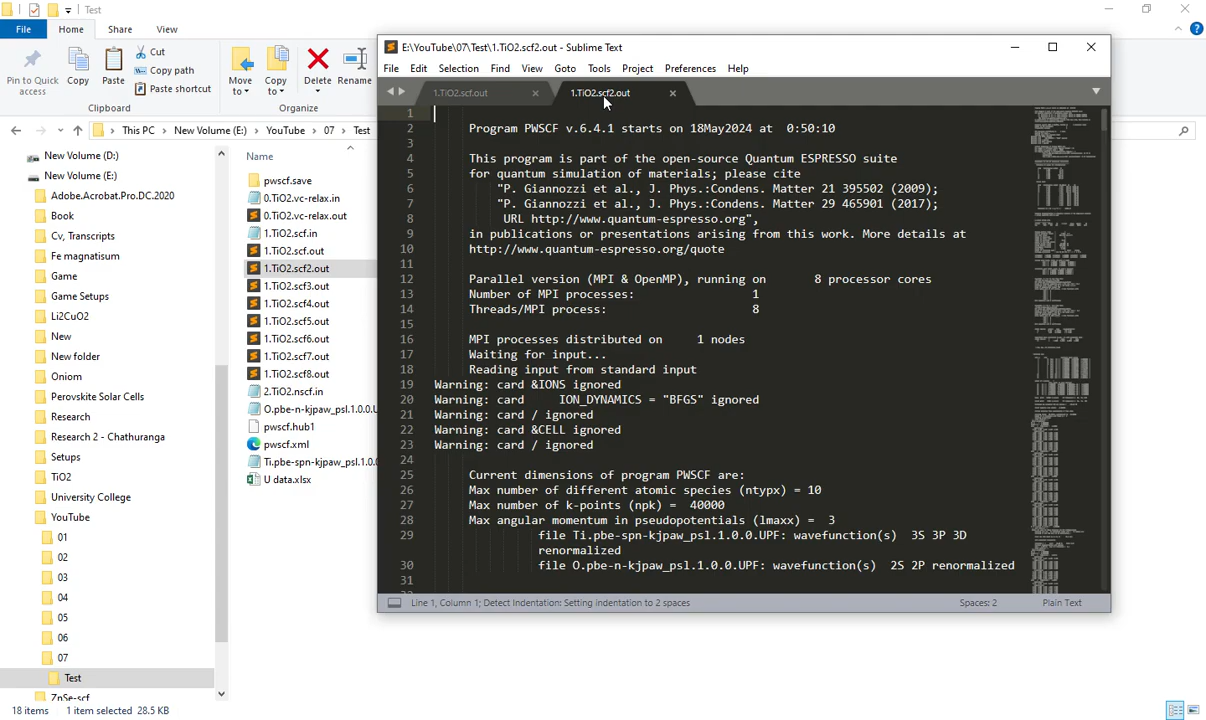 Test
File
Home
Share
View
Pin to Quick access
Copy
Paste
Cut
Copy path
Paste shortcut
Clipboard
Move to
Copy to
Delete
Rename
Organize
This PC
New Volume (E:)
YouTube
07
Test
New Volume (D:)
New Volume (E:)
Adobe.Acrobat.Pro.DC.2020
Book
Cv, Transcripts
Fe magnatisum
Game
Game Setups
Li2CuO2
New
New folder
Oniom
Perovskite Solar Cells
Research
Research 2 - Chathuranga
Setups
TiO2
University College
YouTube
01
02
03
04
05
06
07
Test
ZnSe-scf
Name
pwscf.save
0.TiO2.vc-relax.in
0.TiO2.vc-relax.out
1.TiO2.scf.in
1.TiO2.scf.out
1.TiO2.scf2.out
1.TiO2.scf3.out
1.TiO2.scf4.out
1.TiO2.scf5.out
1.TiO2.scf6.out
1.TiO2.scf7.out
1.TiO2.scf8.out
2.TiO2.nscf.in
O.pbe-n-kjpaw_psl.1.0.0.U
pwscf.hub1
pwscf.xml
Ti.pbe-spn-kjpaw_psl.1.0.0
U data.xlsx
18 items
1 item selected 28.5 KB
E:\YouTube\07\Test\1.TiO2.scf2.out - Sublime Text
File Edit Selection Find View Goto Tools Project Preferences Help
1.TiO2.scf.out
1.TiO2.scf2.out
1
2 Program PWSCF v.6.4.1 starts on 18May2024 at 0:50:10
3
4 This program is part of the open-source Quantum ESPRESSO suite
5 for quantum simulation of materials; please cite
6 "P. Giannozzi et al., J. Phys.:Condens. Matter 21 395502 (2009);
7 "P. Giannozzi et al., J. Phys.:Condens. Matter 29 465901 (2017);
8 URL http://www.quantum-espresso.org",
9 in publications or presentations arising from this work. More details at
10 http://www.quantum-espresso.org/quote
11
12 Parallel version (MPI & OpenMP), running on 8 processor cores
13 Number of MPI processes: 1
14 Threads/MPI process: 8
15
16 MPI processes distributed on 1 nodes
17 Waiting for input...
18 Reading input from standard input
19 Warning: card &IONS ignored
20 Warning: card ION_DYNAMICS = "BFGS" ignored
21 Warning: card / ignored
22 Warning: card &CELL ignored
23 Warning: card / ignored
24
25 Current dimensions of program PWSCF are:
26 Max number of different atomic species (ntypx) = 10
27 Max number of k-points (npk) = 40000
28 Max angular momentum in pseudopotentials (lmaxx) = 3
29 file Ti.pbe-spn-kjpaw_psl.1.0.0.UPF: wavefunction(s) 3S 3P 3D
renormalized
30 file O.pbe-n-kjpaw_psl.1.0.0.UPF: wavefunction(s) 2S 2P renormalized
31
Line 1, Column 1; Detect Indentation: Setting indentation to 2 spaces
Spaces: 2
Plain Text